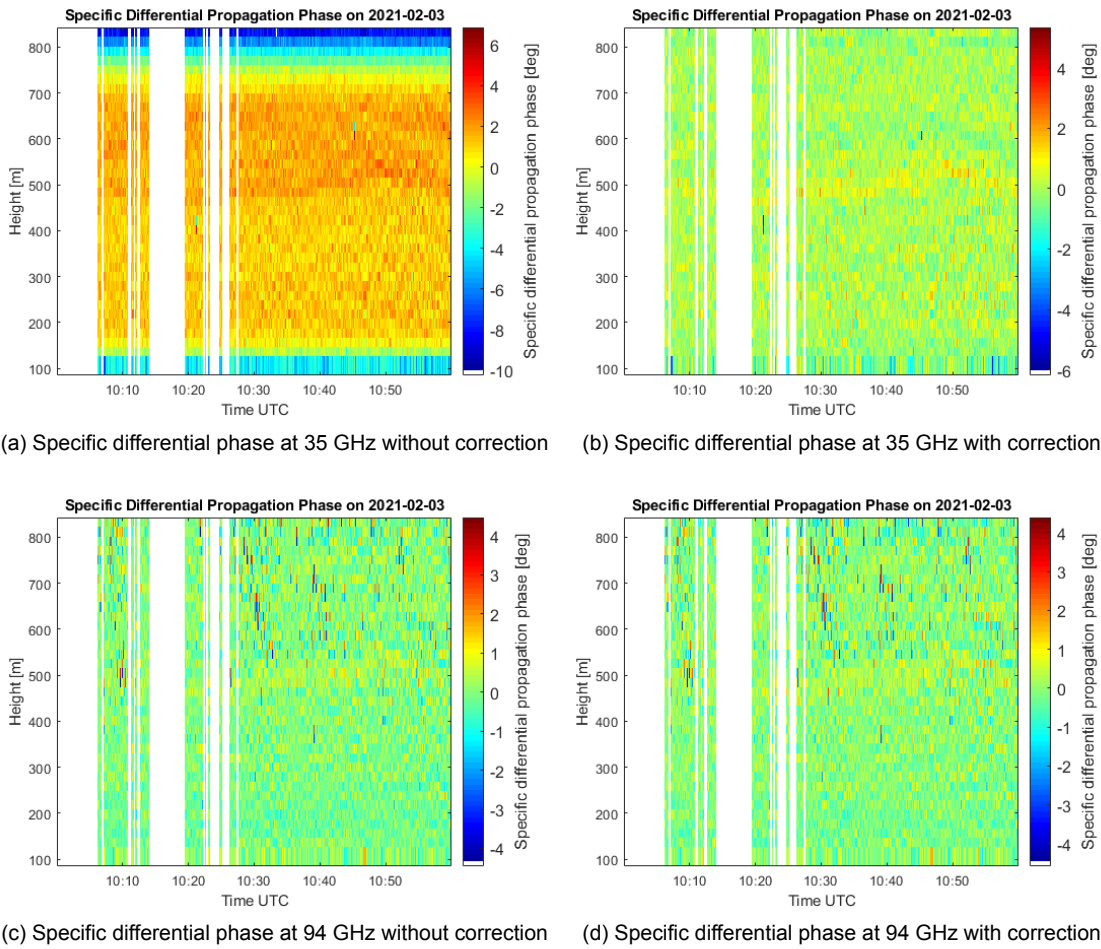 Specific Differential Propagation Phase on 2021-02-03
800
700
600
500
400
300
200
100
Height [m]
10:10 10:20 10:30 10:40 10:50
Time UTC
6
4
2
0
-2
-4
-6
-8
-10
Specific differential propagation phase [deg]
(a) Specific differential phase at 35 GHz without correction
Specific Differential Propagation Phase on 2021-02-03
800
700
600
500
400
300
200
100
Height [m]
10:10 10:20 10:30 10:40 10:50
Time UTC
4
2
0
-2
-4
-6
Specific differential propagation phase [deg]
(b) Specific differential phase at 35 GHz with correction
Specific Differential Propagation Phase on 2021-02-03
800
700
600
500
400
300
200
100
Height [m]
10:10 10:20 10:30 10:40 10:50
Time UTC
4
3
2
1
0
-1
-2
-3
-4
Specific differential propagation phase [deg]
(c) Specific differential phase at 94 GHz without correction
Specific Differential Propagation Phase on 2021-02-03
800
700
600
500
400
300
200
100
Height [m]
10:10 10:20 10:30 10:40 10:50
Time UTC
4
3
2
1
0
-1
-2
-3
-4
Specific differential propagation phase [deg]
(d) Specific differential phase at 94 GHz with correction